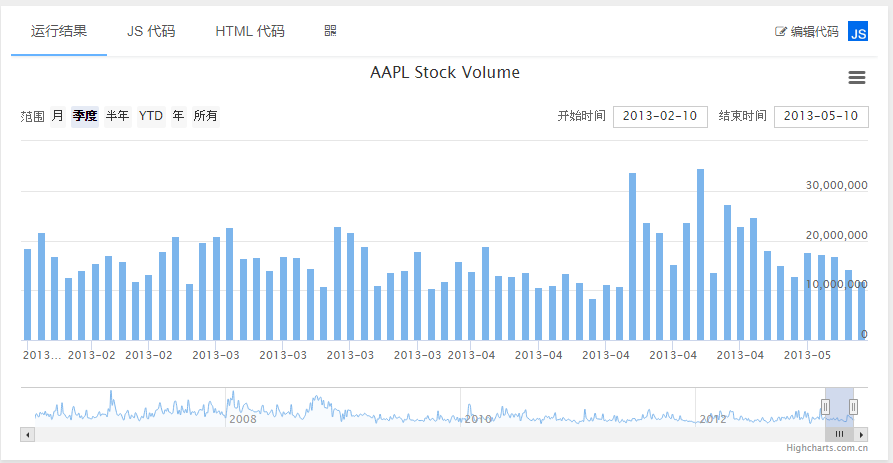 运行结果 JS 代码 HTML 代码 编辑代码 JS
AAPL Stock Volume
范围 月 季度 半年 YTD 年 所有 开始时间 2013-02-10 结束时间 2013-05-10
30,000,000
20,000,000
10,000,000
0
2013… 2013-02 2013-02 2013-03 2013-03 2013-03 2013-03 2013-04 2013-04 2013-04 2013-04 2013-04 2013-05
2008 2010 2012
Highcharts.com.cn